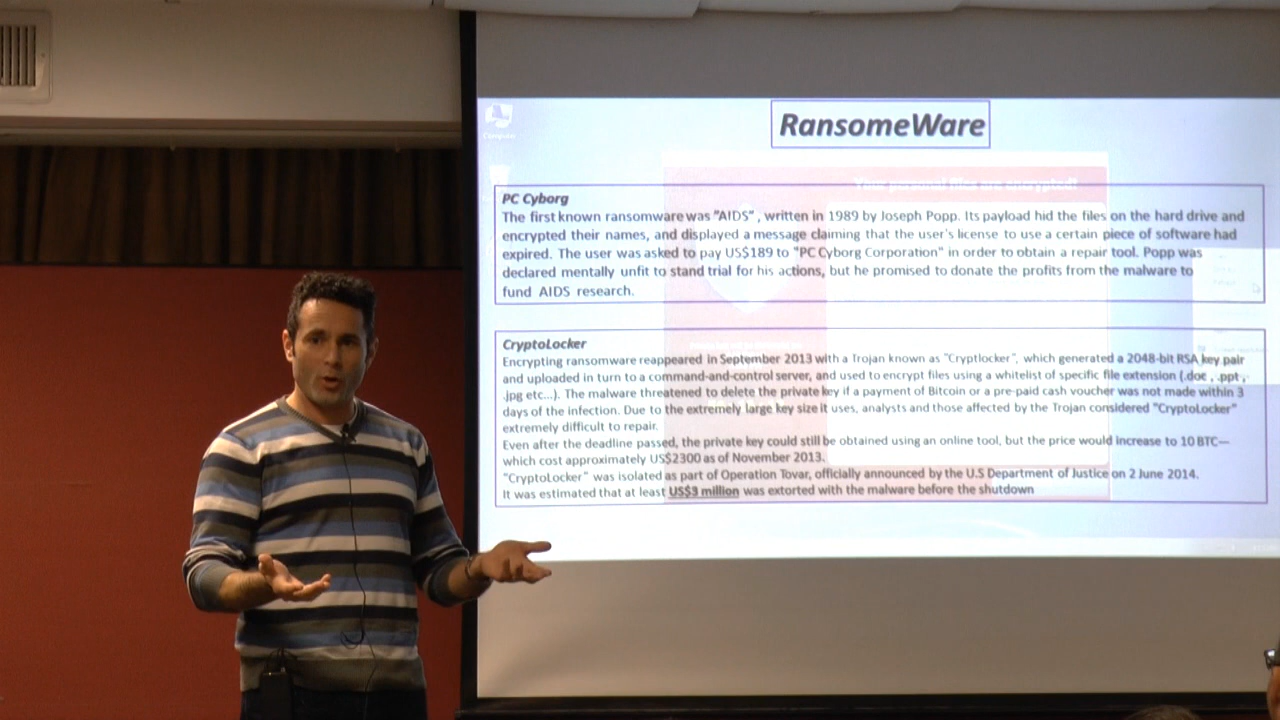 RansomeWare
Your personal files are encrypted!
PC Cyborg
The first known ransomware was "AIDS" , written in 1989 by Joseph Popp. Its payload hid the files on the hard drive and
encrypted their names, and displayed a message claiming that the user's license to use a certain piece of software had
expired. The user was asked to pay US$189 to "PC Cyborg Corporation" in order to obtain a repair tool. Popp was
declared mentally unfit to stand trial for his actions, but he promised to donate the profits from the malware to
fund AIDS research.
CryptoLocker
Encrypting ransomware reappeared in September 2013 with a Trojan known as "Cryptlocker", which generated a 2048-bit RSA key pair
and uploaded in turn to a command-and-control server, and used to encrypt files using a whitelist of specific file extension (.doc , .ppt ,
.jpg etc...). The malware threatened to delete the private key if a payment of Bitcoin or a pre-paid cash voucher was not made within 3
days of the infection. Due to the extremely large key size it uses, analysts and those affected by the Trojan considered "CryptoLocker"
extremely difficult to repair.
Even after the deadline passed, the private key could still be obtained using an online tool, but the price would increase to 10 BTC—
which cost approximately US$2300 as of November 2013.
"CryptoLocker" was isolated as part of Operation Tovar, officially announced by the U.S Department of Justice on 2 June 2014.
It was estimated that at least US$3 million was extorted with the malware before the shutdown